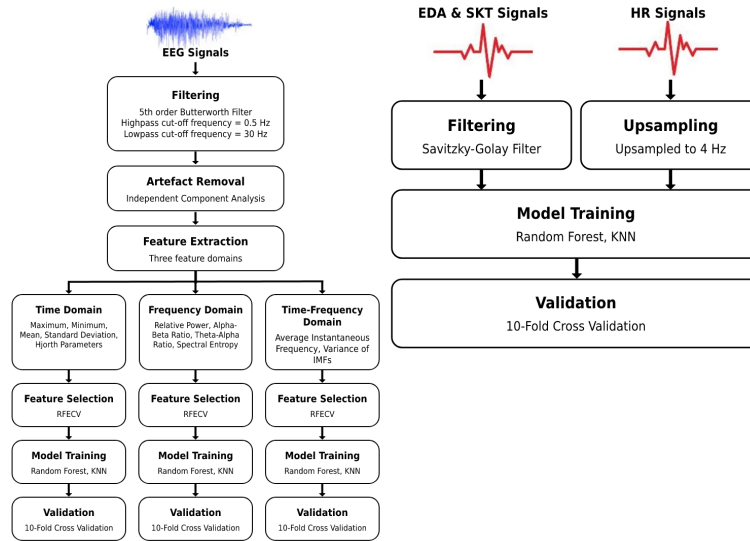 EEG Signals
Filtering
5th order Butterworth Filter
Highpass cut-off frequency = 0.5 Hz
Lowpass cut-off frequency = 30 Hz
Artefact Removal
Independent Component Analysis
Feature Extraction
Three feature domains
Time Domain
Maximum, Minimum,
Mean, Standard Deviation,
Hjorth Parameters
Frequency Domain
Relative Power, Alpha-
Beta Ratio, Theta-Alpha
Ratio, Spectral Entropy
Time-Frequency
Domain
Average Instantaneous
Frequency, Variance of
IMFs
Feature Selection
RFECV
Feature Selection
RFECV
Feature Selection
RFECV
Model Training
Random Forest, KNN
Model Training
Random Forest, KNN
Model Training
Random Forest, KNN
Validation
10-Fold Cross Validation
Validation
10-Fold Cross Validation
Validation
10-Fold Cross Validation
EDA & SKT Signals
HR Signals
Filtering
Savitzky-Golay Filter
Upsampling
Upsampled to 4 Hz
Model Training
Random Forest, KNN
Validation
10-Fold Cross Validation